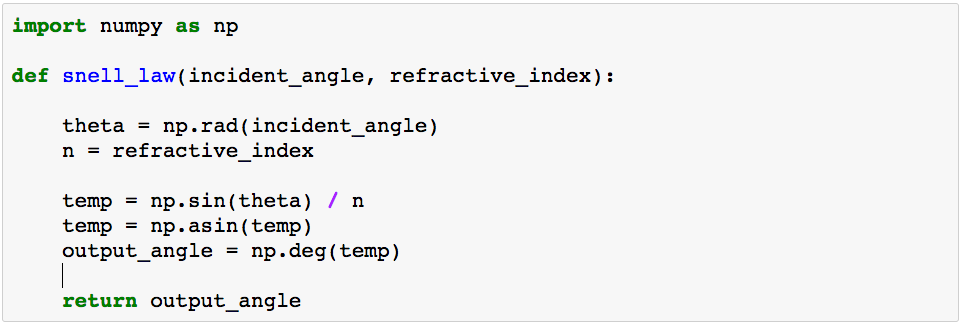 import numpy as np
def snell_law(incident_angle, refractive_index):
theta = np.rad(incident_angle)
n = refractive_index
temp = np.sin(theta) / n
temp = np.asin(temp)
output_angle = np.deg(temp)
return output_angle